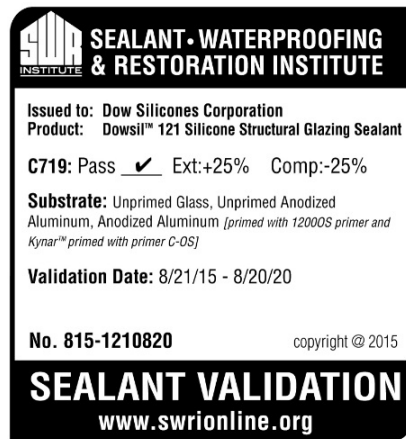 SWR
INSTITUTE
SEALANT • WATERPROOFING
& RESTORATION INSTITUTE
Issued to: Dow Silicones Corporation
Product: Dowsil™ 121 Silicone Structural Glazing Sealant
C719: Pass ✔ Ext:+25% Comp:-25%
Substrate: Unprimed Glass, Unprimed Anodized
Aluminum, Anodized Aluminum [primed with 1200OS primer and
Kynar™ primed with primer C-OS]
Validation Date: 8/21/15 - 8/20/20
No. 815-1210820
copyright @ 2015
SEALANT VALIDATION
www.swrionline.org